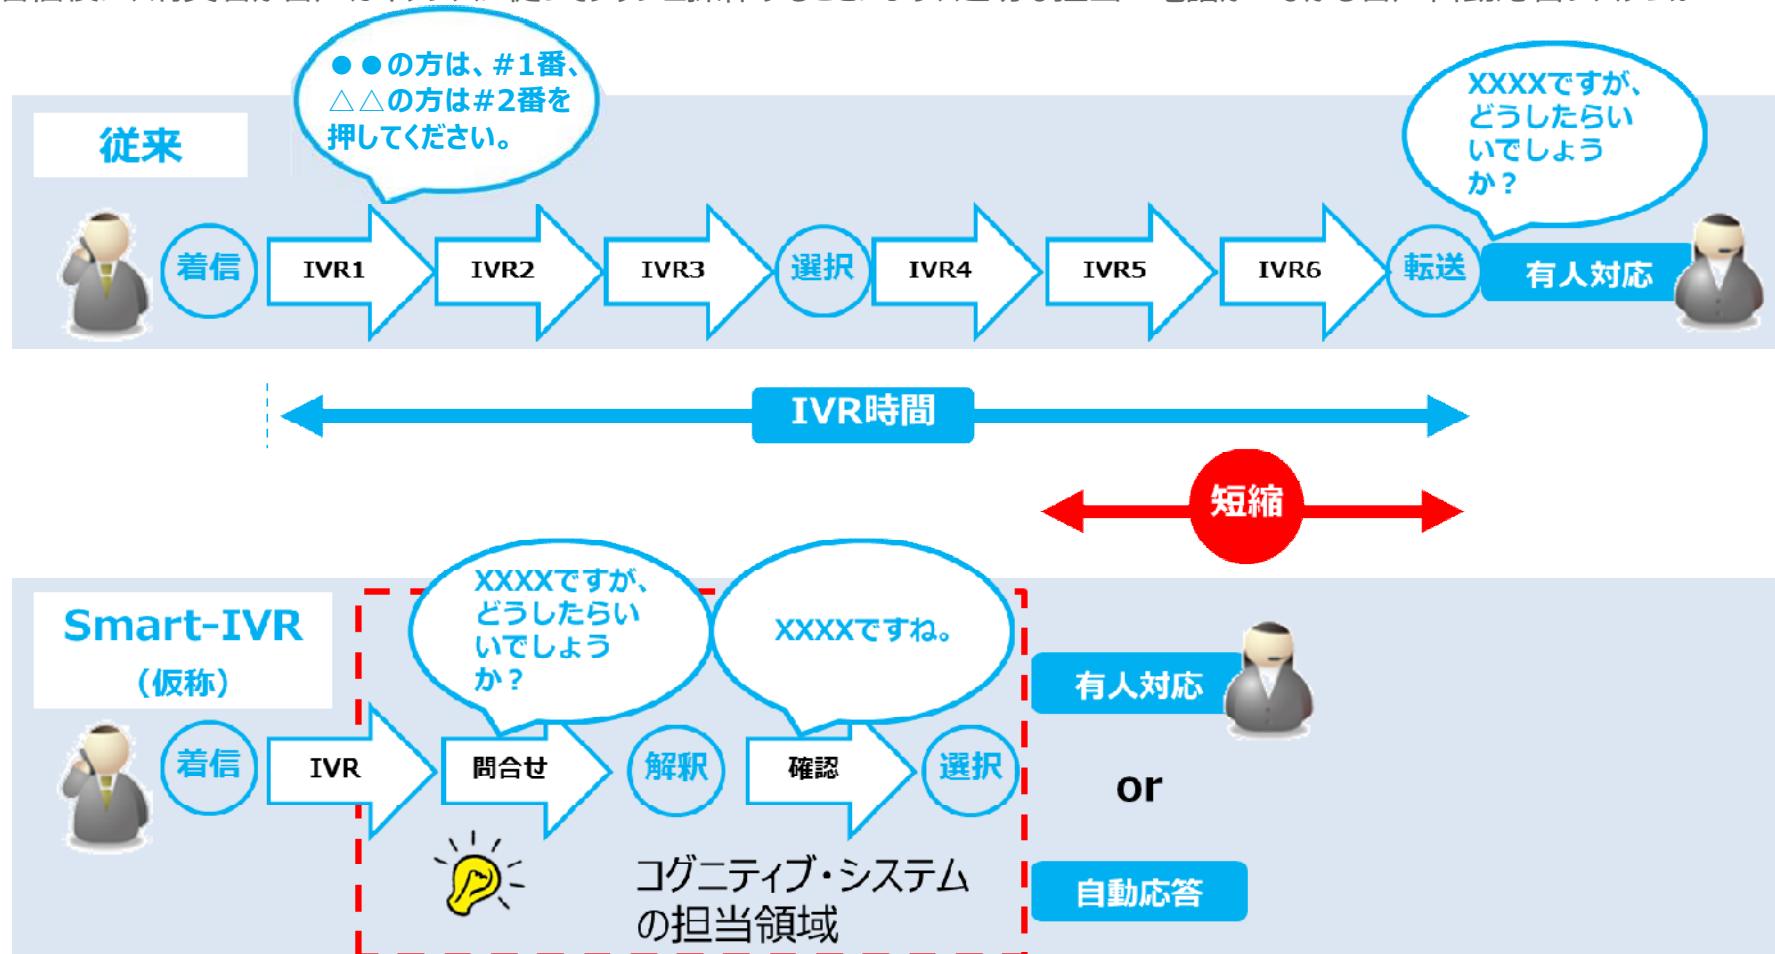 ●●の方は、#1番、
△△の方は#2番を
押してください。
XXXXですが、
どうしたらい
いでしょう
か？
従来
着信
IVR1
IVR2
IVR3
選択
IVR4
IVR5
IVR6
転送
有人対応
IVR時間
短縮
Smart-IVR
（仮称）
XXXXですが、
どうしたらい
いでしょう
か？
XXXXですね。
着信
IVR
問合せ
解釈
確認
選択
有人対応
or
自動応答
コグニティブ・システム
の担当領域